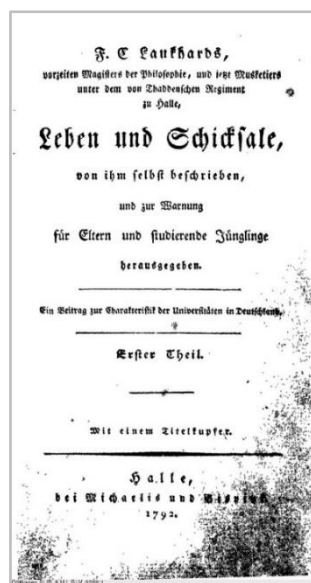 F. C Laukhards,
vorzeiten Magisters der Philosophie, und jetzt Musketiers
unter dem von Thaddenschen Regiment
zu Halle,
Leben und Schicksale,
von ihm selbst beschrieben,
und zur Warnung
für Eltern und studierende Jünglinge
herausgegeben.
Ein Beitrag zur Charakteristik der Universitäten in Deutschland.
Erster Theil.
Mit einem Titelkupfer.
Halle,
bei Michaelis und Bispink
1792.